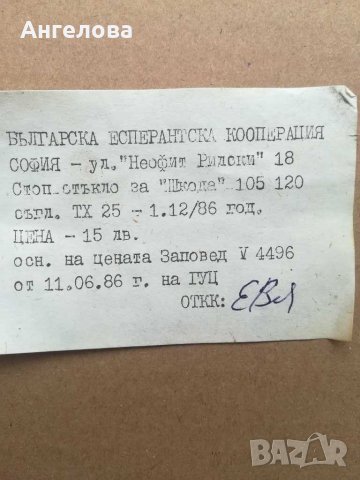 Ангелова
БЪЛГАРСКА ЕСПЕРАНТСКА КООПЕРАЦИЯ
СОФИЯ - ул."Неофит Рилски" 18
Стоп.стъкло за "Шкода" 105 120
съгл. ТХ 25 - 1.12/86 год.
ЦЕНА - 15 лв.
осн. на цената Заповед V 4496
от 11.06.86 г. на ГУЦ
ОТКК:
BAZAR